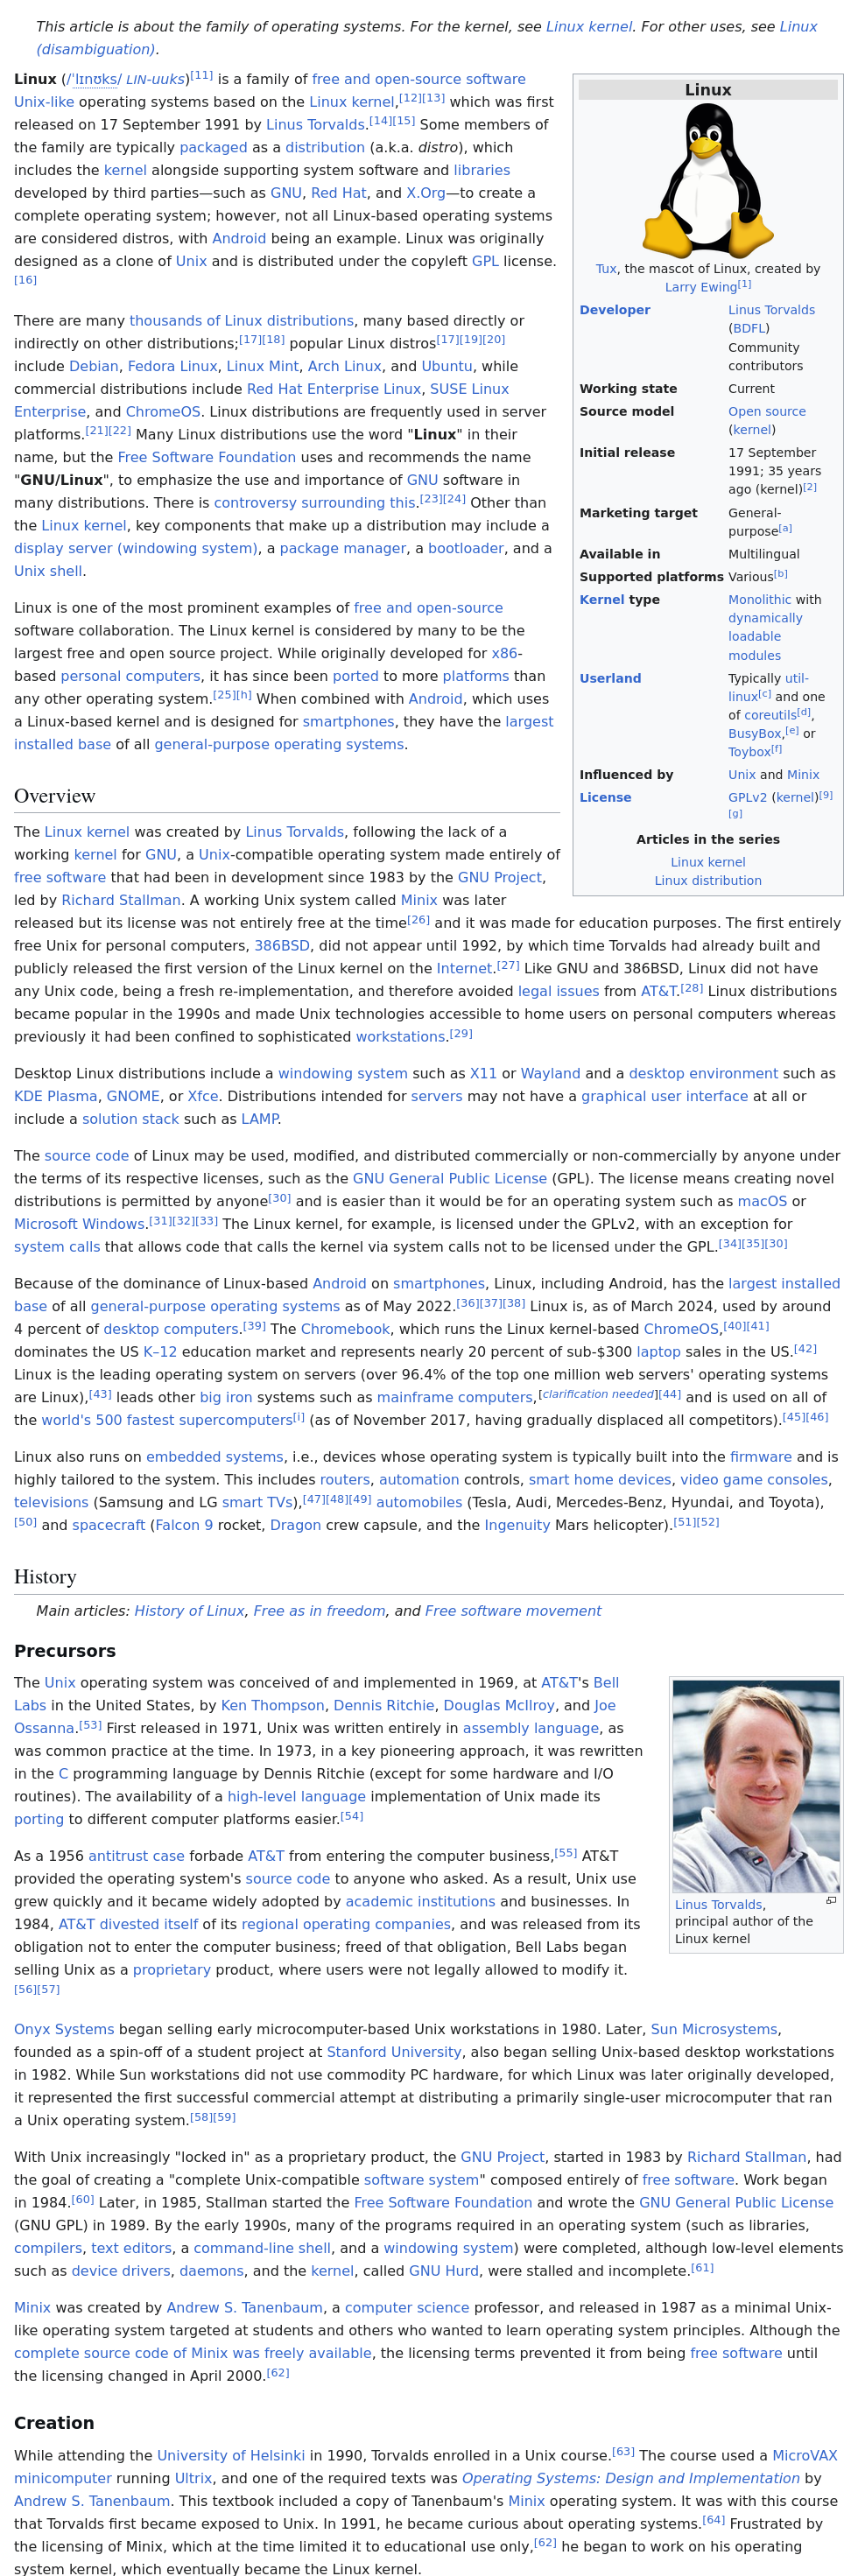 This article is about the family of operating systems. For the kernel, see Linux kernel. For other uses, see Linux
(disambiguation).
Linux (/ˈlɪnʊks/ LIN-uuks)[11] is a family of free and open-source software
Unix-like operating systems based on the Linux kernel,[12][13] which was first
released on 17 September 1991 by Linus Torvalds.[14][15] Some members of
the family are typically packaged as a distribution (a.k.a. distro), which
includes the kernel alongside supporting system software and libraries
developed by third parties—such as GNU, Red Hat, and X.Org—to create a
complete operating system; however, not all Linux-based operating systems
are considered distros, with Android being an example. Linux was originally
designed as a clone of Unix and is distributed under the copyleft GPL license.
[16]
There are many thousands of Linux distributions, many based directly or
indirectly on other distributions;[17][18] popular Linux distros[17][19][20]
include Debian, Fedora Linux, Linux Mint, Arch Linux, and Ubuntu, while
commercial distributions include Red Hat Enterprise Linux, SUSE Linux
Enterprise, and ChromeOS. Linux distributions are frequently used in server
platforms.[21][22] Many Linux distributions use the word "Linux" in their
name, but the Free Software Foundation uses and recommends the name
"GNU/Linux", to emphasize the use and importance of GNU software in
many distributions. There is controversy surrounding this.[23][24] Other than
the Linux kernel, key components that make up a distribution may include a
display server (windowing system), a package manager, a bootloader, and a
Unix shell.
Linux is one of the most prominent examples of free and open-source
software collaboration. The Linux kernel is considered by many to be the
largest free and open source project. While originally developed for x86-
based personal computers, it has since been ported to more platforms than
any other operating system.[25][h] When combined with Android, which uses
a Linux-based kernel and is designed for smartphones, they have the largest
installed base of all general-purpose operating systems.
Linux
Tux, the mascot of Linux, created by
Larry Ewing[1]
Developer Linus Torvalds
(BDFL)
Community
contributors
Working state Current
Source model Open source
(kernel)
Initial release 17 September
1991; 35 years
ago (kernel)[2]
Marketing target General-
purpose[a]
Available in Multilingual
Supported platforms Various[b]
Kernel type Monolithic with
dynamically
loadable
modules
Userland Typically util-
linux[c] and one
of coreutils[d],
BusyBox,[e] or
Toybox[f]
Influenced by Unix and Minix
License GPLv2 (kernel)[9]
[g]
Articles in the series
Linux kernel
Linux distribution
Overview
The Linux kernel was created by Linus Torvalds, following the lack of a
working kernel for GNU, a Unix-compatible operating system made entirely of
free software that had been in development since 1983 by the GNU Project,
led by Richard Stallman. A working Unix system called Minix was later
released but its license was not entirely free at the time[26] and it was made for education purposes. The first entirely
free Unix for personal computers, 386BSD, did not appear until 1992, by which time Torvalds had already built and
publicly released the first version of the Linux kernel on the Internet.[27] Like GNU and 386BSD, Linux did not have
any Unix code, being a fresh re-implementation, and therefore avoided legal issues from AT&T.[28] Linux distributions
became popular in the 1990s and made Unix technologies accessible to home users on personal computers whereas
previously it had been confined to sophisticated workstations.[29]
Desktop Linux distributions include a windowing system such as X11 or Wayland and a desktop environment such as
KDE Plasma, GNOME, or Xfce. Distributions intended for servers may not have a graphical user interface at all or
include a solution stack such as LAMP.
The source code of Linux may be used, modified, and distributed commercially or non-commercially by anyone under
the terms of its respective licenses, such as the GNU General Public License (GPL). The license means creating novel
distributions is permitted by anyone[30] and is easier than it would be for an operating system such as macOS or
Microsoft Windows.[31][32][33] The Linux kernel, for example, is licensed under the GPLv2, with an exception for
system calls that allows code that calls the kernel via system calls not to be licensed under the GPL.[34][35][30]
Because of the dominance of Linux-based Android on smartphones, Linux, including Android, has the largest installed
base of all general-purpose operating systems as of May 2022.[36][37][38] Linux is, as of March 2024, used by around
4 percent of desktop computers.[39] The Chromebook, which runs the Linux kernel-based ChromeOS,[40][41]
dominates the US K–12 education market and represents nearly 20 percent of sub-$300 laptop sales in the US.[42]
Linux is the leading operating system on servers (over 96.4% of the top one million web servers' operating systems
are Linux),[43] leads other big iron systems such as mainframe computers,[clarification needed][44] and is used on all of
the world's 500 fastest supercomputers[i] (as of November 2017, having gradually displaced all competitors).[45][46]
Linux also runs on embedded systems, i.e., devices whose operating system is typically built into the firmware and is
highly tailored to the system. This includes routers, automation controls, smart home devices, video game consoles,
televisions (Samsung and LG smart TVs),[47][48][49] automobiles (Tesla, Audi, Mercedes-Benz, Hyundai, and Toyota),
[50] and spacecraft (Falcon 9 rocket, Dragon crew capsule, and the Ingenuity Mars helicopter).[51][52]
History
Main articles: History of Linux, Free as in freedom, and Free software movement
Precursors
The Unix operating system was conceived of and implemented in 1969, at AT&T's Bell
Labs in the United States, by Ken Thompson, Dennis Ritchie, Douglas McIlroy, and Joe
Ossanna.[53] First released in 1971, Unix was written entirely in assembly language, as
was common practice at the time. In 1973, in a key pioneering approach, it was rewritten
in the C programming language by Dennis Ritchie (except for some hardware and I/O
routines). The availability of a high-level language implementation of Unix made its
porting to different computer platforms easier.[54]
As a 1956 antitrust case forbade AT&T from entering the computer business,[55] AT&T
provided the operating system's source code to anyone who asked. As a result, Unix use
grew quickly and it became widely adopted by academic institutions and businesses. In
1984, AT&T divested itself of its regional operating companies, and was released from its
obligation not to enter the computer business; freed of that obligation, Bell Labs began
selling Unix as a proprietary product, where users were not legally allowed to modify it.
[56][57]
Linus Torvalds,
principal author of the
Linux kernel
Onyx Systems began selling early microcomputer-based Unix workstations in 1980. Later, Sun Microsystems,
founded as a spin-off of a student project at Stanford University, also began selling Unix-based desktop workstations
in 1982. While Sun workstations did not use commodity PC hardware, for which Linux was later originally developed,
it represented the first successful commercial attempt at distributing a primarily single-user microcomputer that ran
a Unix operating system.[58][59]
With Unix increasingly "locked in" as a proprietary product, the GNU Project, started in 1983 by Richard Stallman, had
the goal of creating a "complete Unix-compatible software system" composed entirely of free software. Work began
in 1984.[60] Later, in 1985, Stallman started the Free Software Foundation and wrote the GNU General Public License
(GNU GPL) in 1989. By the early 1990s, many of the programs required in an operating system (such as libraries,
compilers, text editors, a command-line shell, and a windowing system) were completed, although low-level elements
such as device drivers, daemons, and the kernel, called GNU Hurd, were stalled and incomplete.[61]
Minix was created by Andrew S. Tanenbaum, a computer science professor, and released in 1987 as a minimal Unix-
like operating system targeted at students and others who wanted to learn operating system principles. Although the
complete source code of Minix was freely available, the licensing terms prevented it from being free software until
the licensing changed in April 2000.[62]
Creation
While attending the University of Helsinki in 1990, Torvalds enrolled in a Unix course.[63] The course used a MicroVAX
minicomputer running Ultrix, and one of the required texts was Operating Systems: Design and Implementation by
Andrew S. Tanenbaum. This textbook included a copy of Tanenbaum's Minix operating system. It was with this course
that Torvalds first became exposed to Unix. In 1991, he became curious about operating systems.[64] Frustrated by
the licensing of Minix, which at the time limited it to educational use only,[62] he began to work on his operating
system kernel, which eventually became the Linux kernel.